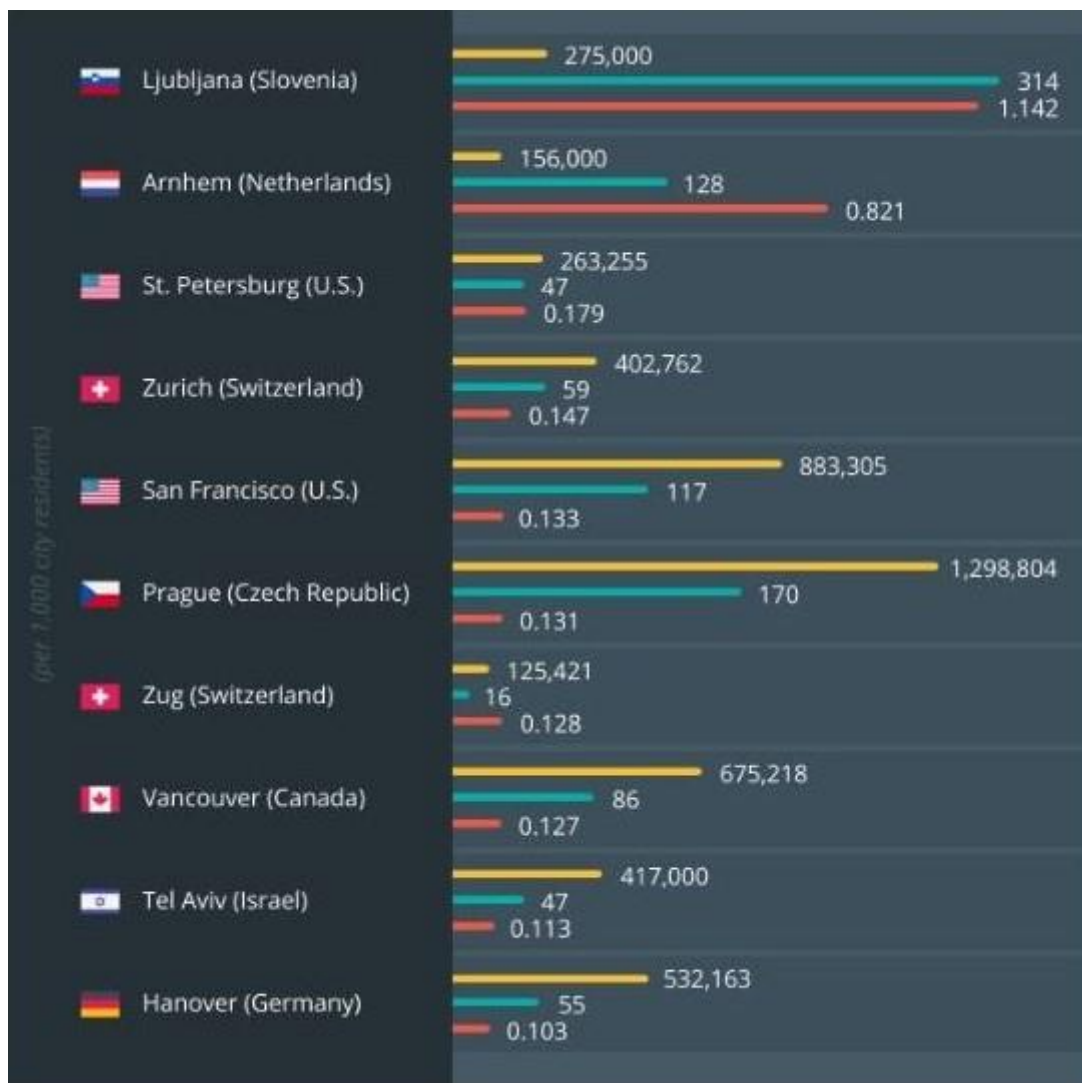 275,000
Ljubljana (Slovenia)
314
1.142
156,000
Arnhem (Netherlands)
128
0.821
263,255
St. Petersburg (U.S.)
47
0.179
402,762
Zurich (Switzerland)
59
0.147
883,305
San Francisco (U.S.)
117
0.133
1,298,804
Prague (Czech Republic)
170
0.131
125,421
Zug (Switzerland)
16
0.128
675,218
Vancouver (Canada)
86
0.127
417,000
Tel Aviv (Israel)
47
0.113
532,163
Hanover (Germany)
55
0.103
(per 1.000 city residents)